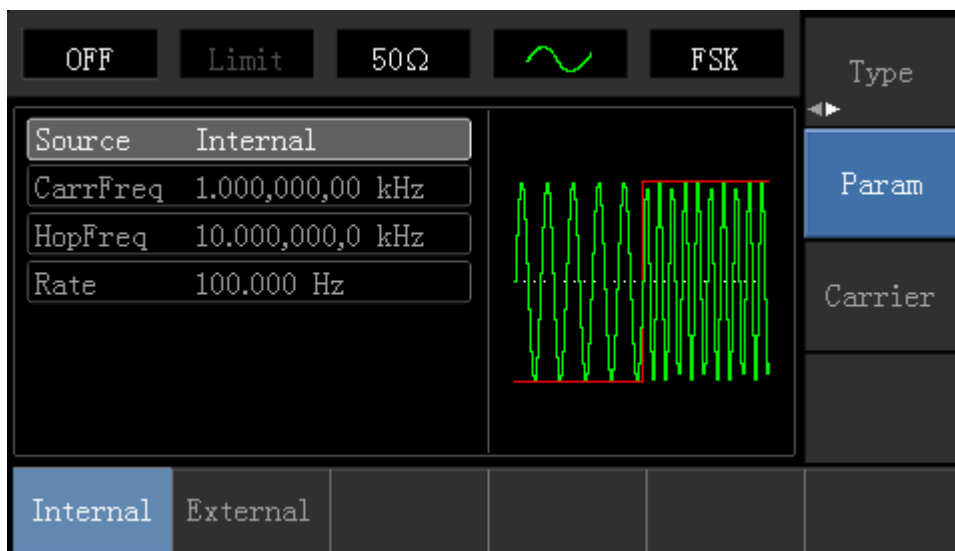 OFF Limit 50Ω FSK
Type
Source Internal
CarrFreq 1.000,000,00 kHz
HopFreq 10.000,000,0 kHz
Rate 100.000 Hz
Param
Carrier
Internal External